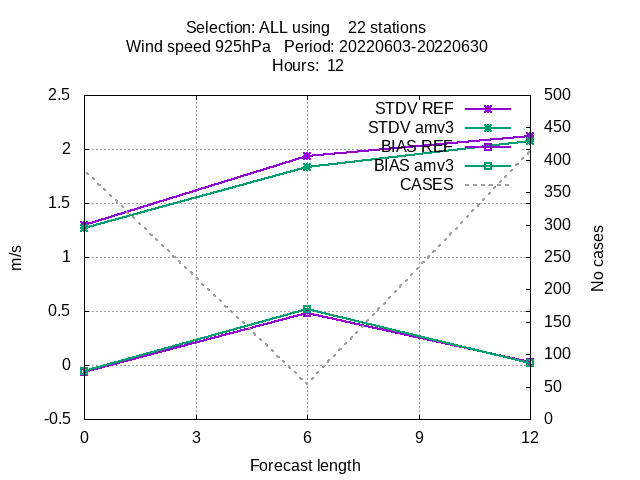 Selection: ALL using    22 stations
Wind speed 925hPa   Period: 20220603-20220630
Hours:  12
2.5
2
1.5
1
0.5
0
-0.5
m/s
STDV REF
STDV amv3
BIAS REF
BIAS amv3
CASES
500
450
400
350
300
250
200
150
100
50
0
No cases
0 3 6 9 12
Forecast length